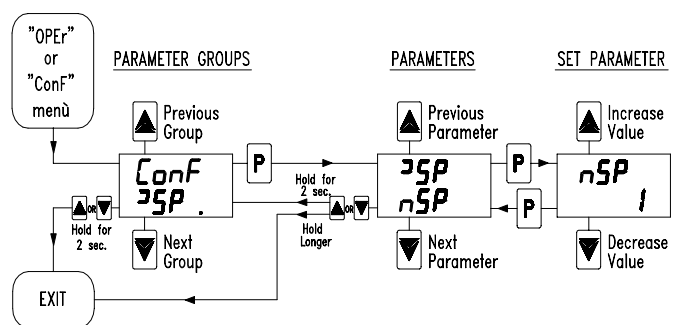 "OPEr"
or
"ConF"
menù
PARAMETER GROUPS
PARAMETERS
SET PARAMETER
Previous
Group
Previous
Parameter
Increase
Value
ConF
ᄏSP .
P
Hold for
2 sec.
OR
Hold
Longer
ᄏSP
nSP
P
P
nSP
1
OR
Hold for
2 sec.
Next
Group
Next
Parameter
Decrease
Value
EXIT